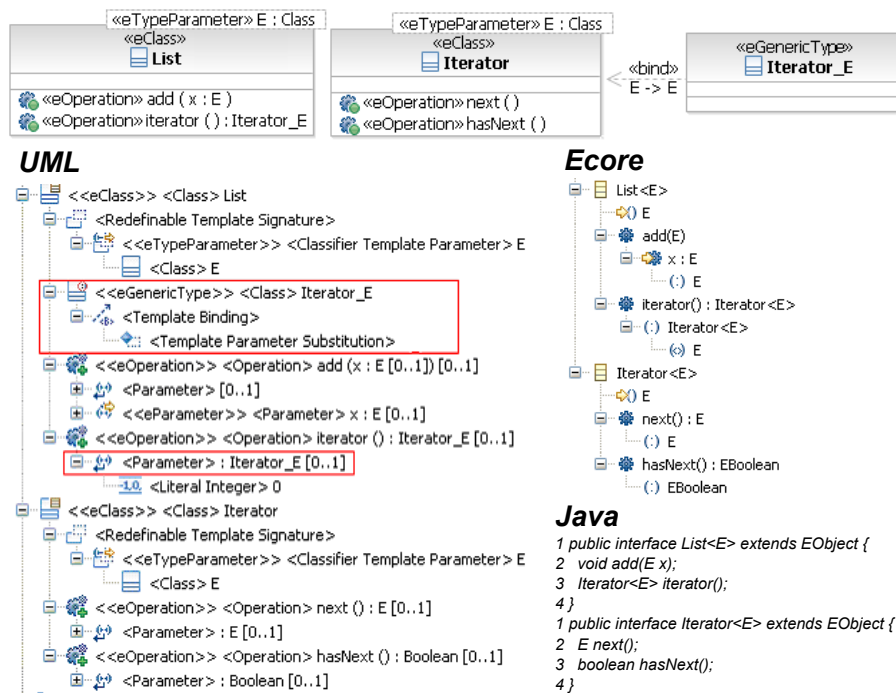 «eTypeParameter» E : Class
«eClass»
List
«eOperation» add ( x : E )
«eOperation» iterator ( ) : Iterator_E
«eTypeParameter» E : Class
«eClass»
Iterator
«eOperation» next ( )
«eOperation» hasNext ( )
«bind»
E -> E
«eGenericType»
Iterator_E
UML
<<eClass>> <Class> List
<Redefinable Template Signature>
<<eTypeParameter>> <Classifier Template Parameter> E
<Class> E
<<eGenericType>> <Class> Iterator_E
<Template Binding>
<Template Parameter Substitution>
<<eOperation>> <Operation> add (x : E [0..1]) [0..1]
<Parameter> [0..1]
<<eParameter>> <Parameter> x : E [0..1]
<<eOperation>> <Operation> iterator () : Iterator_E [0..1]
<Parameter> : Iterator_E [0..1]
<Literal Integer> 0
<<eClass>> <Class> Iterator
<Redefinable Template Signature>
<<eTypeParameter>> <Classifier Template Parameter> E
<Class> E
<<eOperation>> <Operation> next () : E [0..1]
<Parameter> : E [0..1]
<<eOperation>> <Operation> hasNext () : Boolean [0..1]
<Parameter> : Boolean [0..1]
Ecore
List<E>
E
add(E)
x : E
E
iterator() : Iterator<E>
Iterator<E>
E
Iterator<E>
E
next() : E
E
hasNext() : EBoolean
EBoolean
Java
1 public interface List<E> extends EObject {
2 void add(E x);
3 Iterator<E> iterator();
4 }
1 public interface Iterator<E> extends EObject {
2 E next();
3 boolean hasNext();
4 }